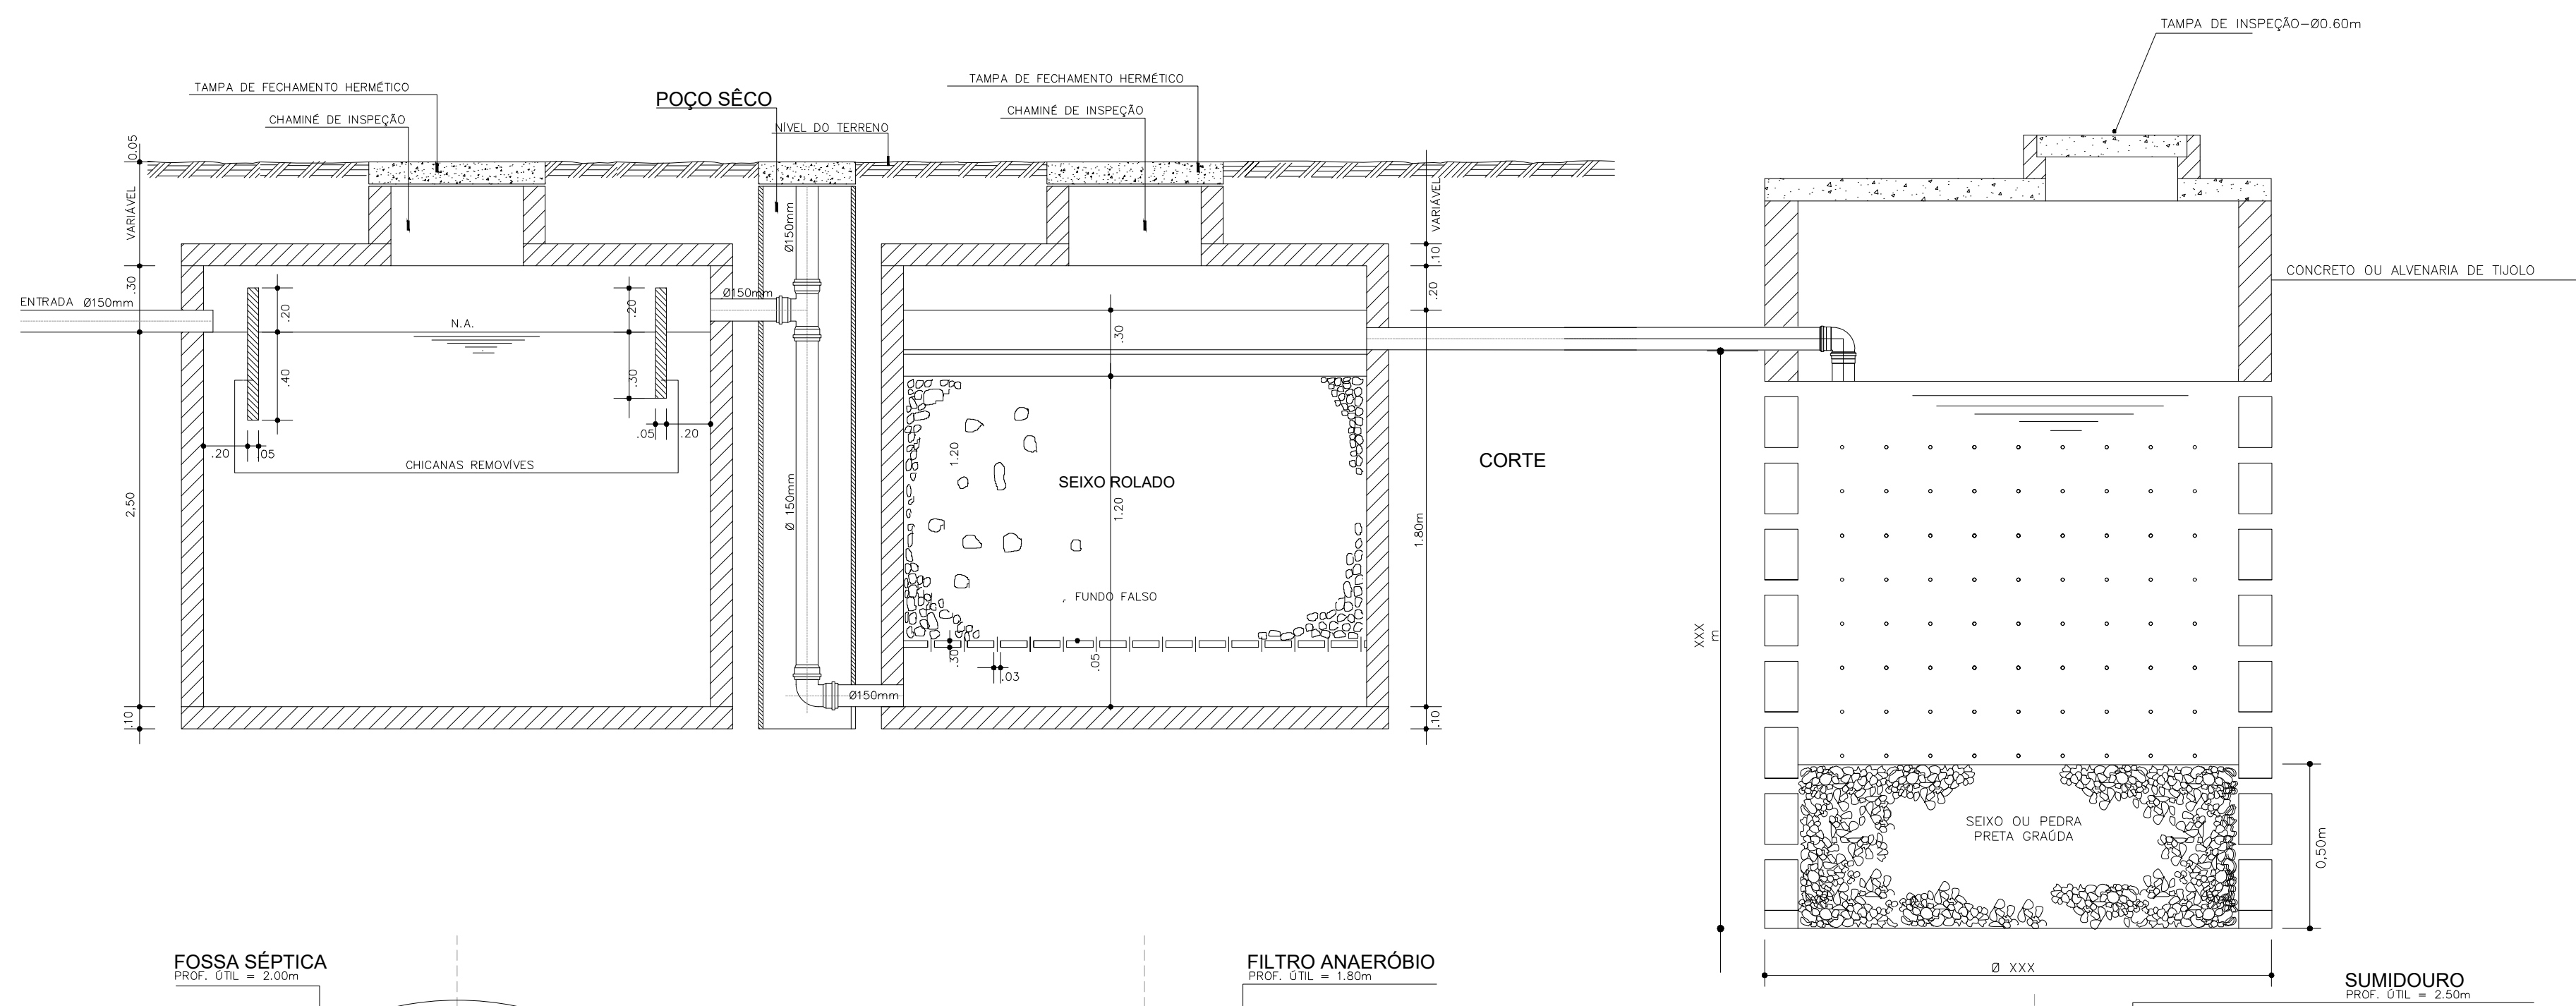 TAMPA DE INSPEÇÃO-Ø0.60m
TAMPA DE FECHAMENTO HERMÉTICO
CHAMINÉ DE INSPEÇÃO
POÇO SÊCO
NÍVEL DO TERRENO
TAMPA DE FECHAMENTO HERMÉTICO
CHAMINÉ DE INSPEÇÃO
0.05
VARIÁVEL
.30
2,50
.10
ENTRADA Ø150mm
.20
.40
.20
.05
N.A.
.20
.30
.05
.20
CHICANAS REMOVÍVES
Ø150mm
Ø150mm
Ø 150mm
Ø150mm
.30
1.20
1.20
SEIXO ROLADO
, FUNDO FALSO
.30
.03
.05
VARIÁVEL
.10
.20
1.80m
.10
CORTE
CONCRETO OU ALVENARIA DE TIJOLO
XXX
m
SEIXO OU PEDRA
PRETA GRAÚDA
0,50m
Ø XXX
FOSSA SÉPTICA
PROF. ÚTIL = 2.00m
FILTRO ANAERÓBIO
PROF. ÚTIL = 1.80m
SUMIDOURO
PROF. ÚTIL = 2.50m